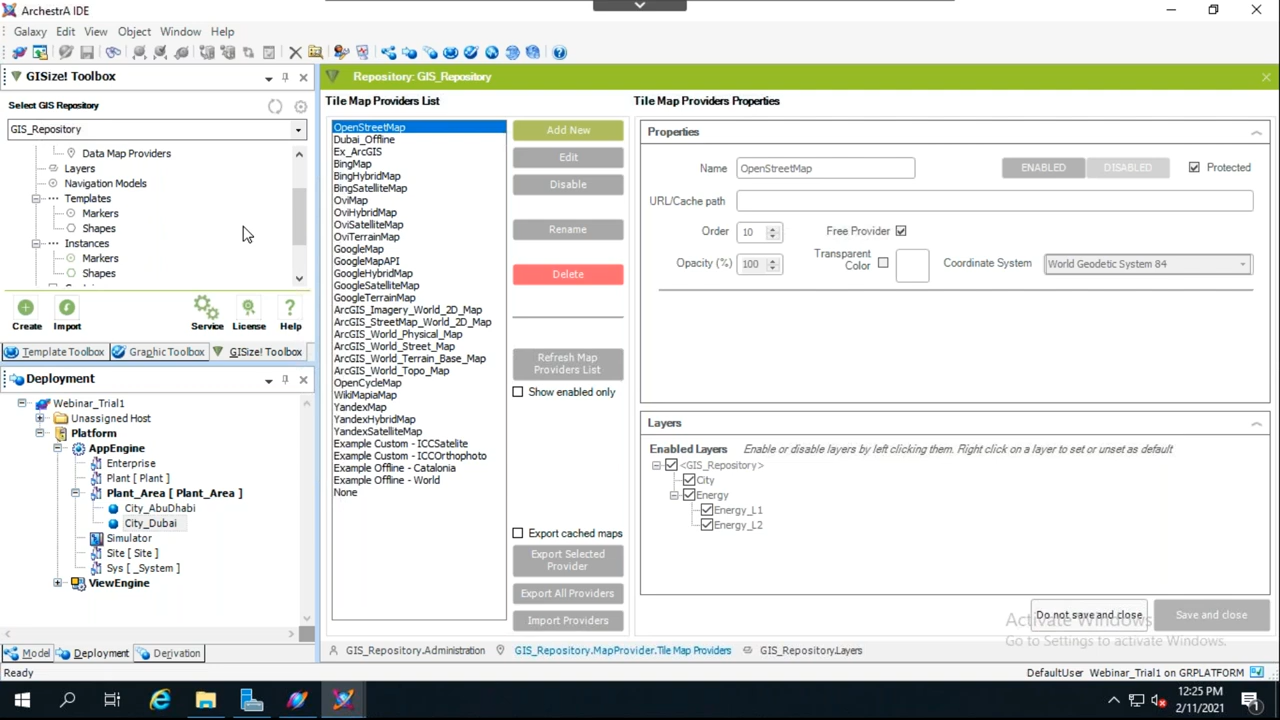 ArchestrA IDE
Galaxy Edit View Object Window Help
GISize! Toolbox
Select GIS Repository
GIS_Repository
Data Map Providers
Layers
Navigation Models
Templates
Markers
Shapes
Instances
Markers
Shapes
Create Import Service License Help
Template Toolbox Graphic Toolbox GISize! Toolbox
Deployment
Webinar_Trial1
Unassigned Host
Platform
AppEngine
Enterprise
Plant [ Plant ]
Plant_Area [ Plant_Area ]
City_AbuDhabi
City_Dubai
Simulator
Site [ Site ]
Sys [ _System ]
ViewEngine
Model Deployment Derivation
Repository: GIS_Repository
Tile Map Providers List
OpenStreetMap
Dubai_Offline
Ex_ArcGIS
BingMap
BingHybridMap
BingSatelliteMap
OviMap
OviHybridMap
OviSatelliteMap
OviTerrainMap
GoogleMap
GoogleMapAPI
GoogleHybridMap
GoogleSatelliteMap
GoogleTerrainMap
ArcGIS_Imagery_World_2D_Map
ArcGIS_StreetMap_World_2D_Map
ArcGIS_World_Physical_Map
ArcGIS_World_Street_Map
ArcGIS_World_Terrain_Base_Map
ArcGIS_World_Topo_Map
OpenCycleMap
WikiMapiaMap
YandexMap
YandexHybridMap
YandexSatelliteMap
Example Custom - ICCSatelite
Example Custom - ICCOrthophoto
Example Offline - Catalonia
Example Offline - World
None
Add New
Edit
Disable
Rename
Delete
Refresh Map
Providers List
Show enabled only
Export cached maps
Export Selected
Provider
Export All Providers
Import Providers
Tile Map Providers Properties
Properties
Name OpenStreetMap ENABLED DISABLED Protected
URL/Cache path
Order 10 Free Provider
Opacity (%) 100 Transparent
Color Coordinate System World Geodetic System 84
Layers
Enabled Layers Enable or disable layers by left clicking them. Right click on a layer to set or unset as default
<GIS_Repository>
City
Energy
Energy_L1
Energy_L2
Do not save and close Save and close
Activate Windows
Go to Settings to activate Windows.
GIS_Repository.Administration GIS_Repository.MapProvider.Tile Map Providers GIS_Repository.Layers
Ready DefaultUser Webinar_Trial1 on GRPLATFORM
12:25 PM
2/11/2021
1